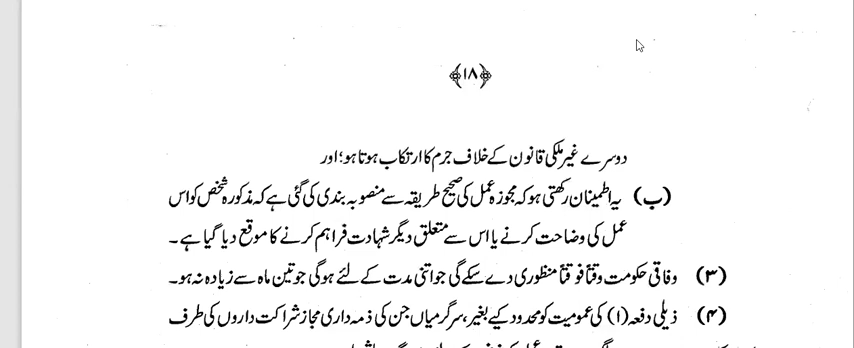 ﴿۱۸﴾
دوسرے غیر ملکی قانون کے خلاف جرم کا ارتکاب ہوتا ہو؛ اور
(ب) یہ اطمینان رکھتی ہو کہ مجوزہ عمل کی صحیح طریقہ سے منصوبہ بندی کی گئی ہے کہ مذکورہ شخص کو اس
عمل کی وضاحت کرنے یا اس سے متعلق دیگر شہادت فراہم کرنے کا موقع دیا گیا ہے ۔
(۳) وفاقی حکومت وقتاً فوقتاً منظوری دے سکے گی جو اتنی مدت کے لئے ہو گی جو تین ماہ سے زیادہ نہ ہو۔
(۴) ذیلی دفعہ (۱) کی عمومیت کو محدود کیے بغیر، سرگرمیاں جن کی ذمہ داری مجاز شراکت داروں کی طرف